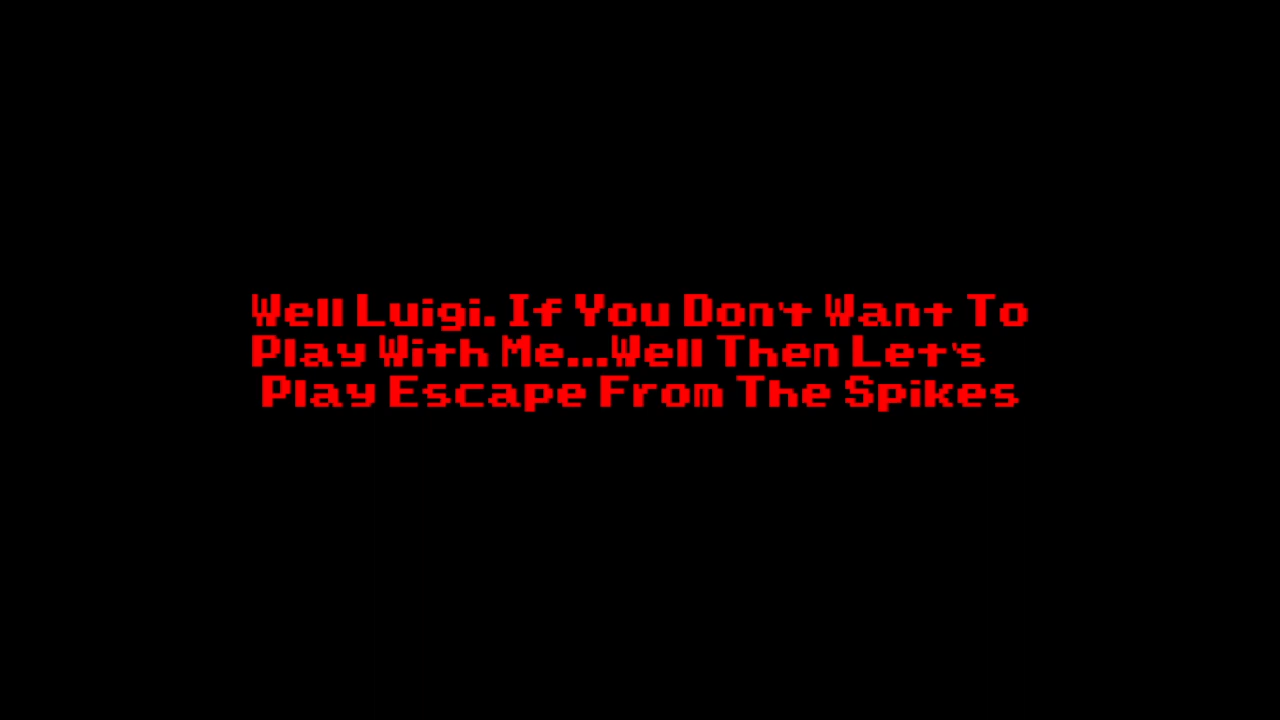 Well Luigi. If You Don't Want To
Play With Me...Well Then Let's
Play Escape From The Spikes